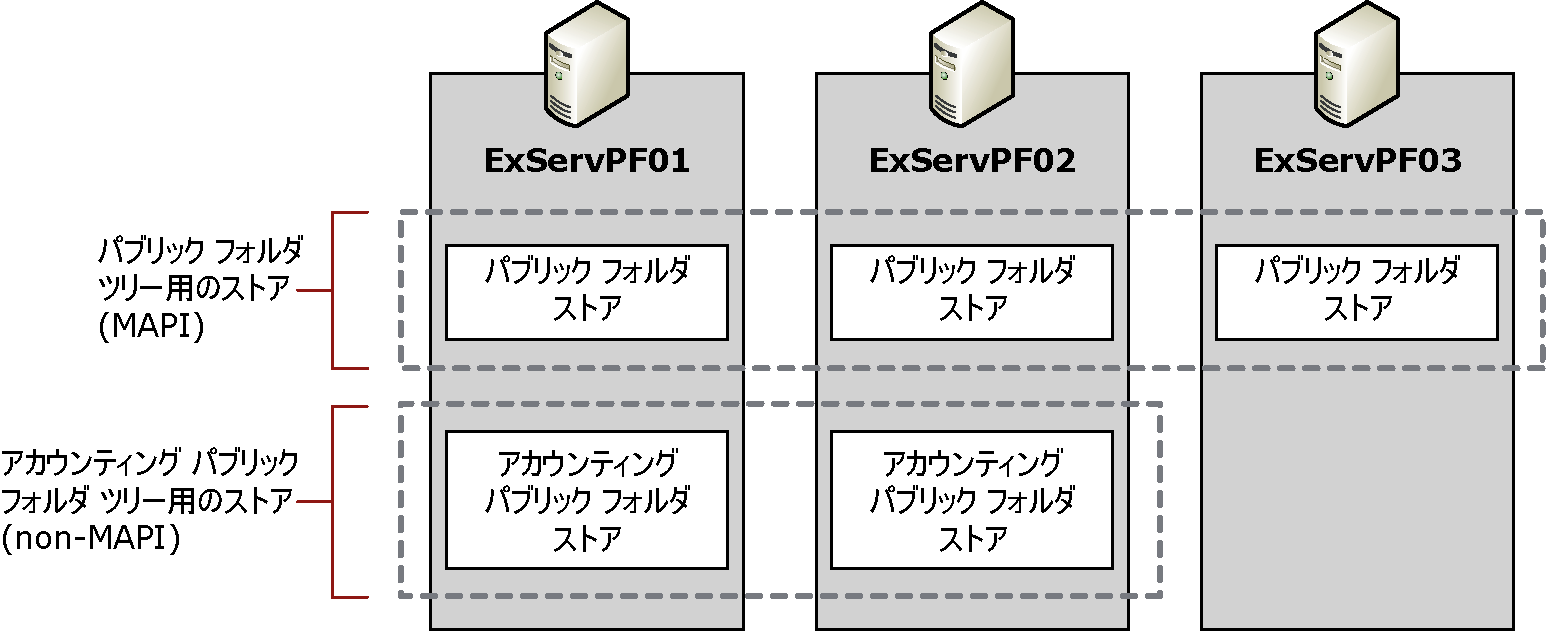 ExServPF01
ExServPF02
ExServPF03
パブリック フォルダ
ツリー用のストア
(MAPI)
パブリック フォルダ
ストア
パブリック フォルダ
ストア
パブリック フォルダ
ストア
アカウンティング パブリック
フォルダ ツリー用のストア
(non-MAPI)
アカウンティング
パブリック フォルダ
ストア
アカウンティング
パブリック フォルダ
ストア